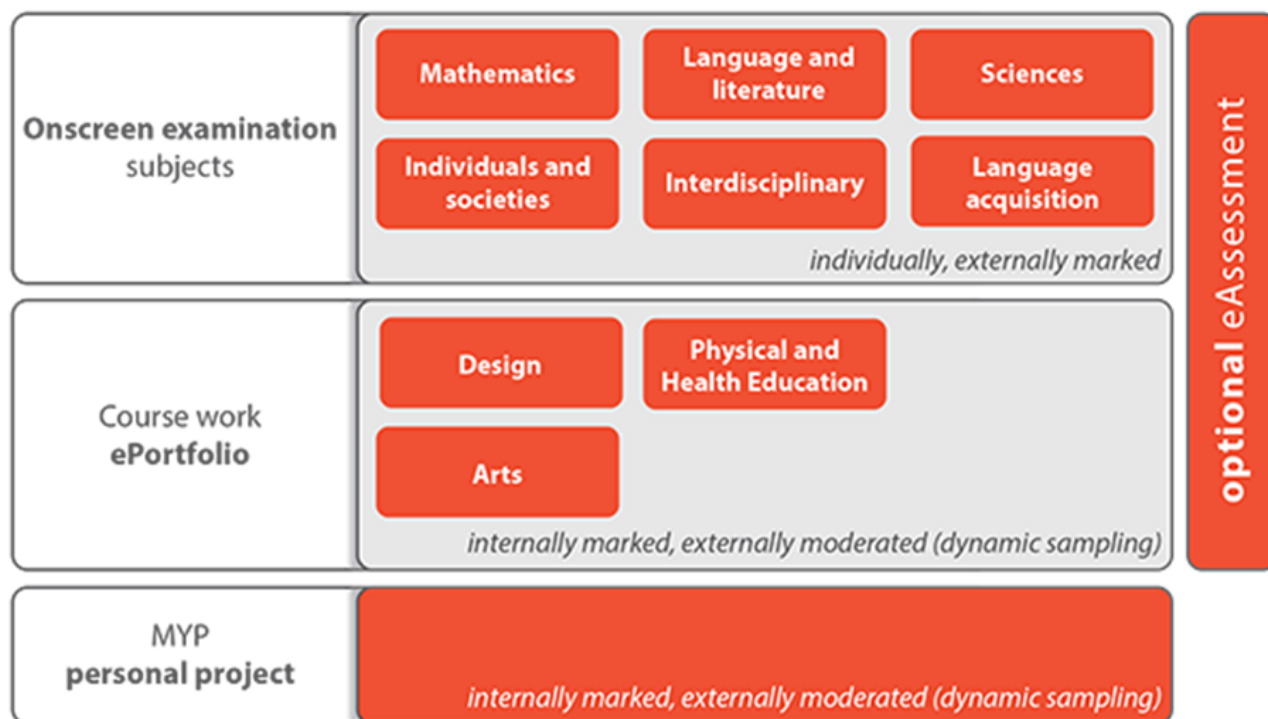 Onscreen examination
subjects
Mathematics
Language and
literature
Sciences
Individuals and
societies
Interdisciplinary
Language
acquisition
individually, externally marked
Course work
ePortfolio
Design
Physical and
Health Education
Arts
internally marked, externally moderated (dynamic sampling)
MYP
personal project
internally marked, externally moderated (dynamic sampling)
optional eAssessment